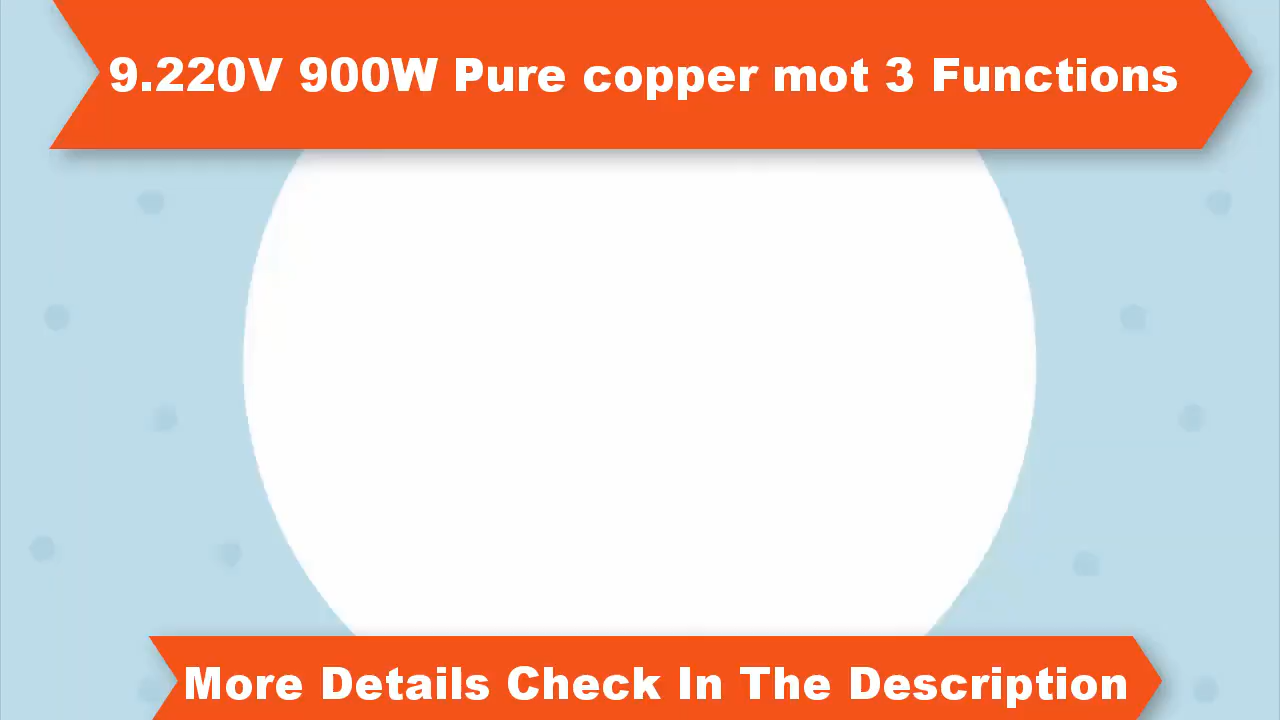 9.220V 900W Pure copper mot 3 Functions
More Details Check In The Description